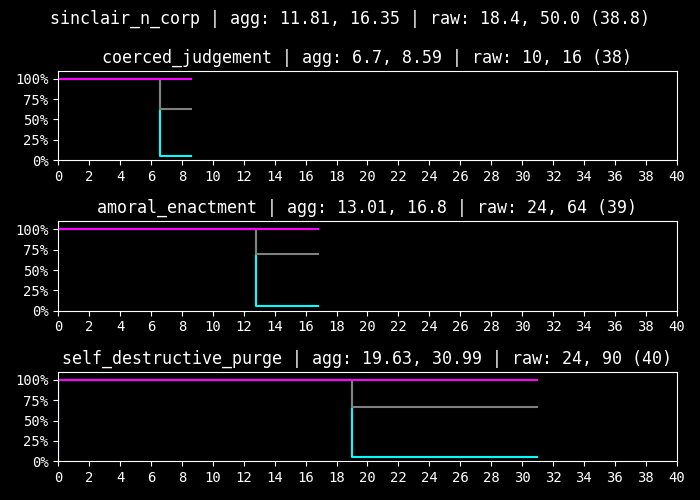 sinclair_n_corp | agg: 11.81, 16.35 | raw: 18.4, 50.0 (38.8)
coerced_judgement | agg: 6.7, 8.59 | raw: 10, 16 (38)
100%
75%
50%
25%
0%
0 2 4 6 8 10 12 14 16 18 20 22 24 26 28 30 32 34 36 38 40
amoral_enactment | agg: 13.01, 16.8 | raw: 24, 64 (39)
100%
75%
50%
25%
0%
0 2 4 6 8 10 12 14 16 18 20 22 24 26 28 30 32 34 36 38 40
self_destructive_purge | agg: 19.63, 30.99 | raw: 24, 90 (40)
100%
75%
50%
25%
0%
0 2 4 6 8 10 12 14 16 18 20 22 24 26 28 30 32 34 36 38 40